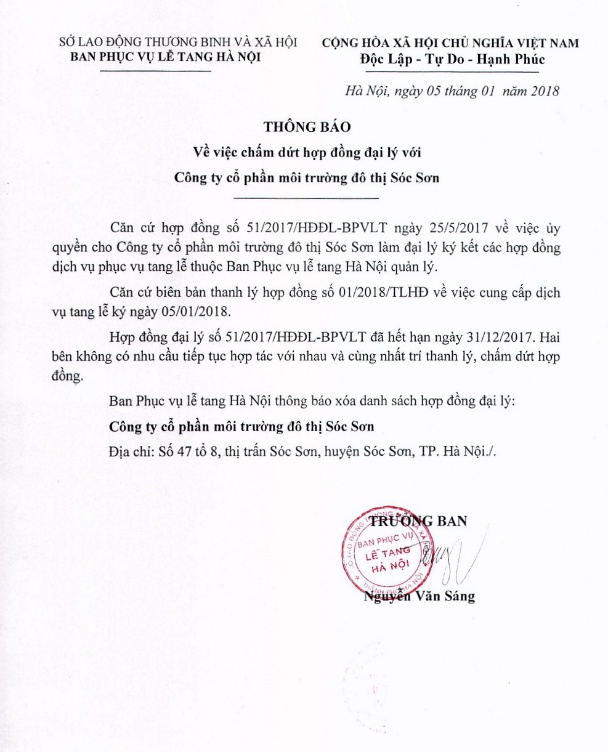 SỞ LAO ĐỘNG THƯƠNG BINH VÀ XÃ HỘI
BAN PHỤC VỤ LỄ TANG HÀ NỘI
CỘNG HÒA XÃ HỘI CHỦ NGHĨA VIỆT NAM
Độc Lập - Tự Do - Hạnh Phúc
Hà Nội, ngày 05 tháng 01 năm 2018
THÔNG BÁO
Về việc chấm dứt hợp đồng đại lý với
Công ty cổ phần môi trường đô thị Sóc Sơn
Căn cứ hợp đồng số 51/2017/HĐĐL-BPVLT ngày 25/5/2017 về việc ủy
quyền cho Công ty cổ phần môi trường đô thị Sóc Sơn làm đại lý ký kết các hợp đồng
dịch vụ phục vụ tang lễ thuộc Ban Phục vụ lễ tang Hà Nội quản lý.
Căn cứ biên bản thanh lý hợp đồng số 01/2018/TLHĐ về việc cung cấp dịch
vụ tang lễ ký ngày 05/01/2018.
Hợp đồng đại lý số 51/2017/HĐĐL-BPVLT đã hết hạn ngày 31/12/2017. Hai
bên không có nhu cầu tiếp tục hợp tác với nhau và cùng nhất trí thanh lý, chấm dứt hợp
đồng.
Ban Phục vụ lễ tang Hà Nội thông báo xóa danh sách hợp đồng đại lý:
Công ty cổ phần môi trường đô thị Sóc Sơn
Địa chỉ: Số 47 tổ 8, thị trấn Sóc Sơn, huyện Sóc Sơn, TP. Hà Nội./.
TRƯỞNG BAN
BAN PHỤC VỤ
LỄ TANG
HÀ NỘI
Nguyễn Văn Sáng